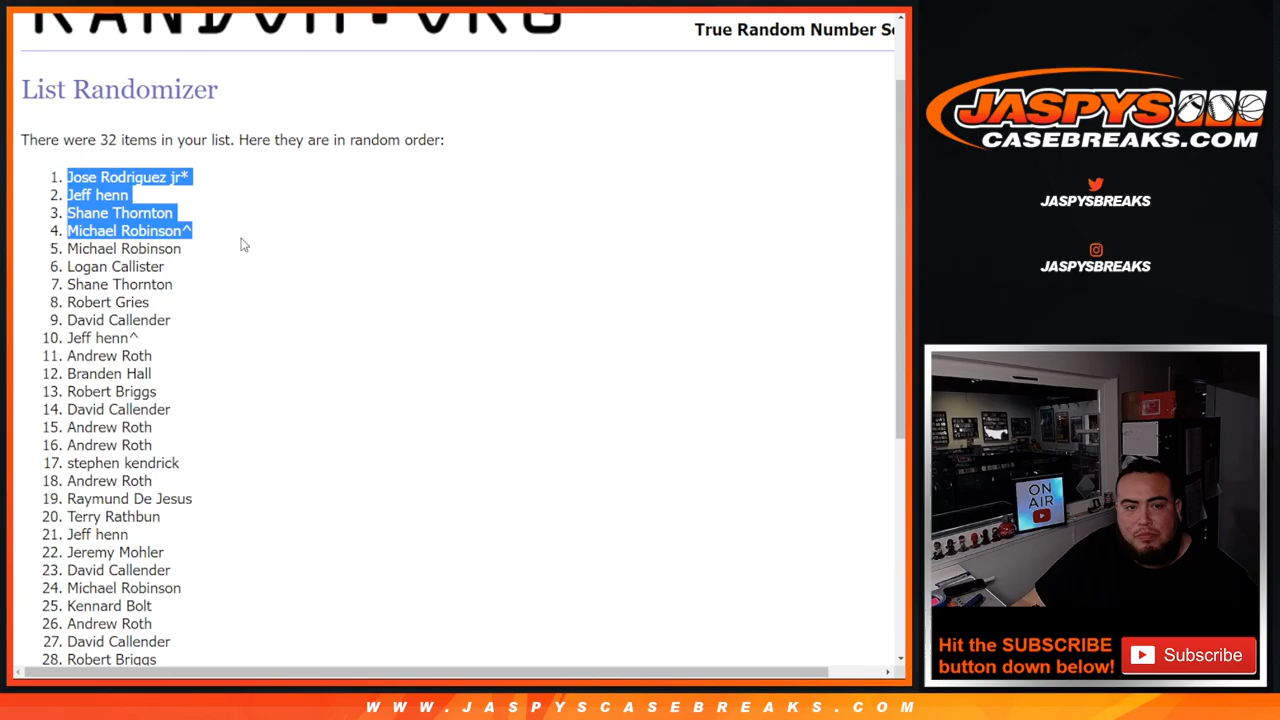 RANDOM.ORG
True Random Number Se
List Randomizer
There were 32 items in your list. Here they are in random order:
1. Jose Rodriguez jr*
2. Jeff henn
3. Shane Thornton
4. Michael Robinson^
5. Michael Robinson
6. Logan Callister
7. Shane Thornton
8. Robert Gries
9. David Callender
10. Jeff henn^
11. Andrew Roth
12. Branden Hall
13. Robert Briggs
14. David Callender
15. Andrew Roth
16. Andrew Roth
17. stephen kendrick
18. Andrew Roth
19. Raymund De Jesus
20. Terry Rathbun
21. Jeff henn
22. Jeremy Mohler
23. David Callender
24. Michael Robinson
25. Kennard Bolt
26. Andrew Roth
27. David Callender
28. Robert Briggs
JASPYS
CASEBREAKS.COM
JASPYSBREAKS
JASPYSBREAKS
ON
AIR
Hit the SUBSCRIBE
button down below!
Subscribe
WWW.JASPYSCASEBREAKS.COM